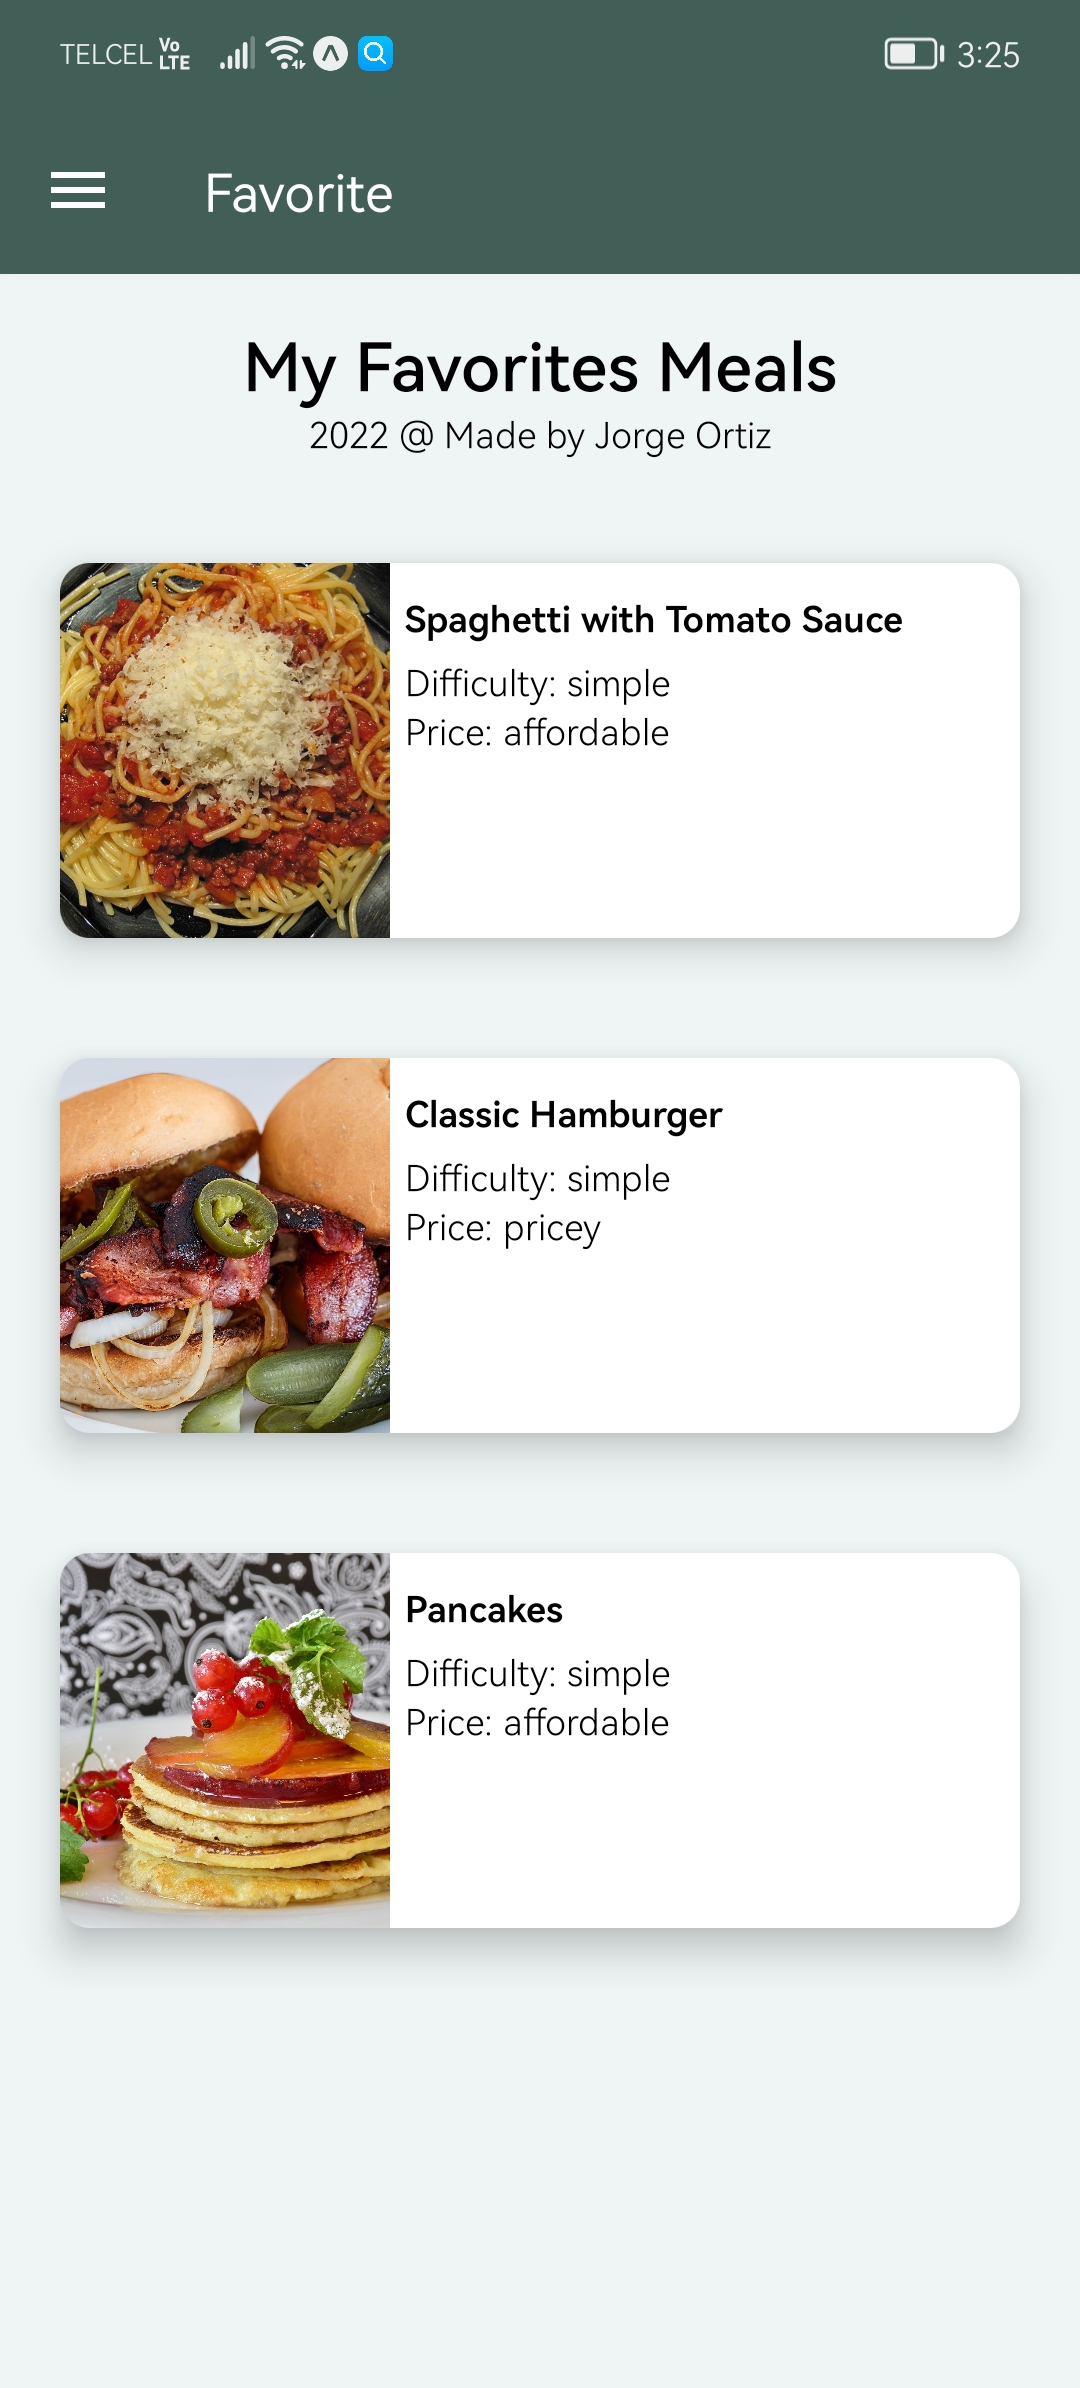 TELCEL Vo LTE 3:25
Favorite
My Favorites Meals
2022 @ Made by Jorge Ortiz
Spaghetti with Tomato Sauce
Difficulty: simple
Price: affordable
Classic Hamburger
Difficulty: simple
Price: pricey
Pancakes
Difficulty: simple
Price: affordable